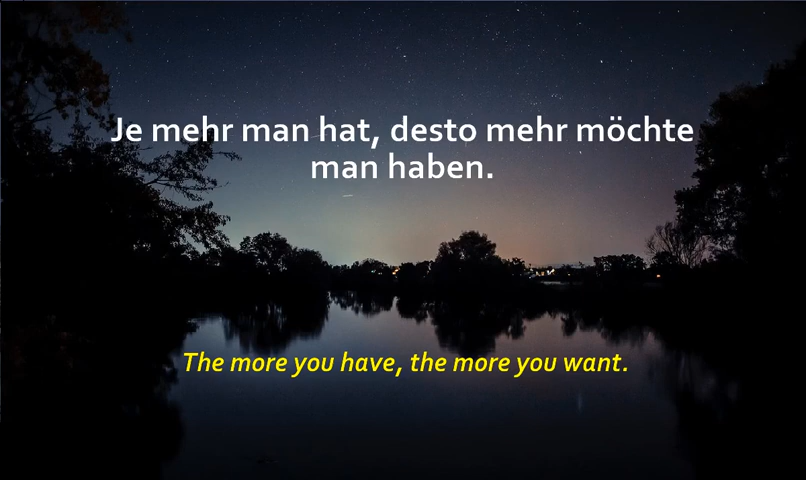 Je mehr man hat, desto mehr möchte
man haben.
The more you have, the more you want.